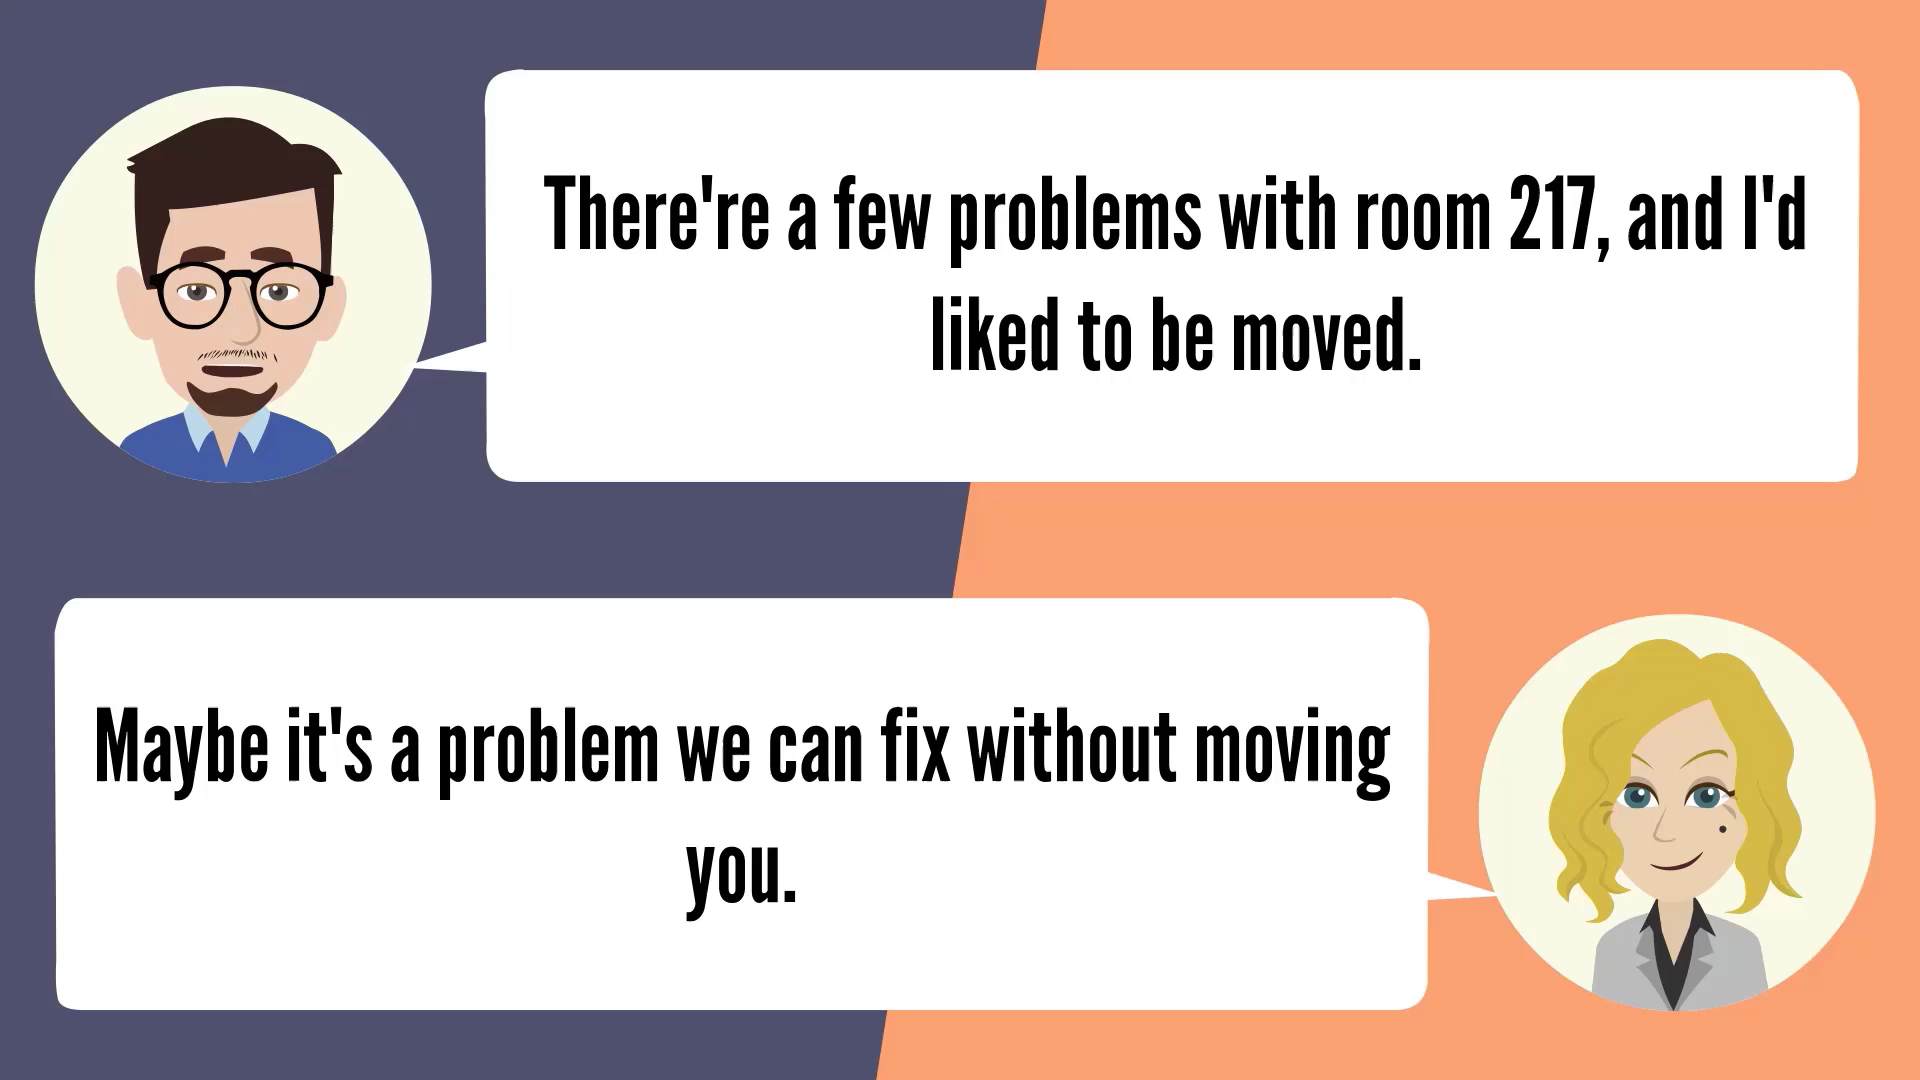 There're a few problems with room 217, and I'd
liked to be moved.
Maybe it's a problem we can fix without moving
you.